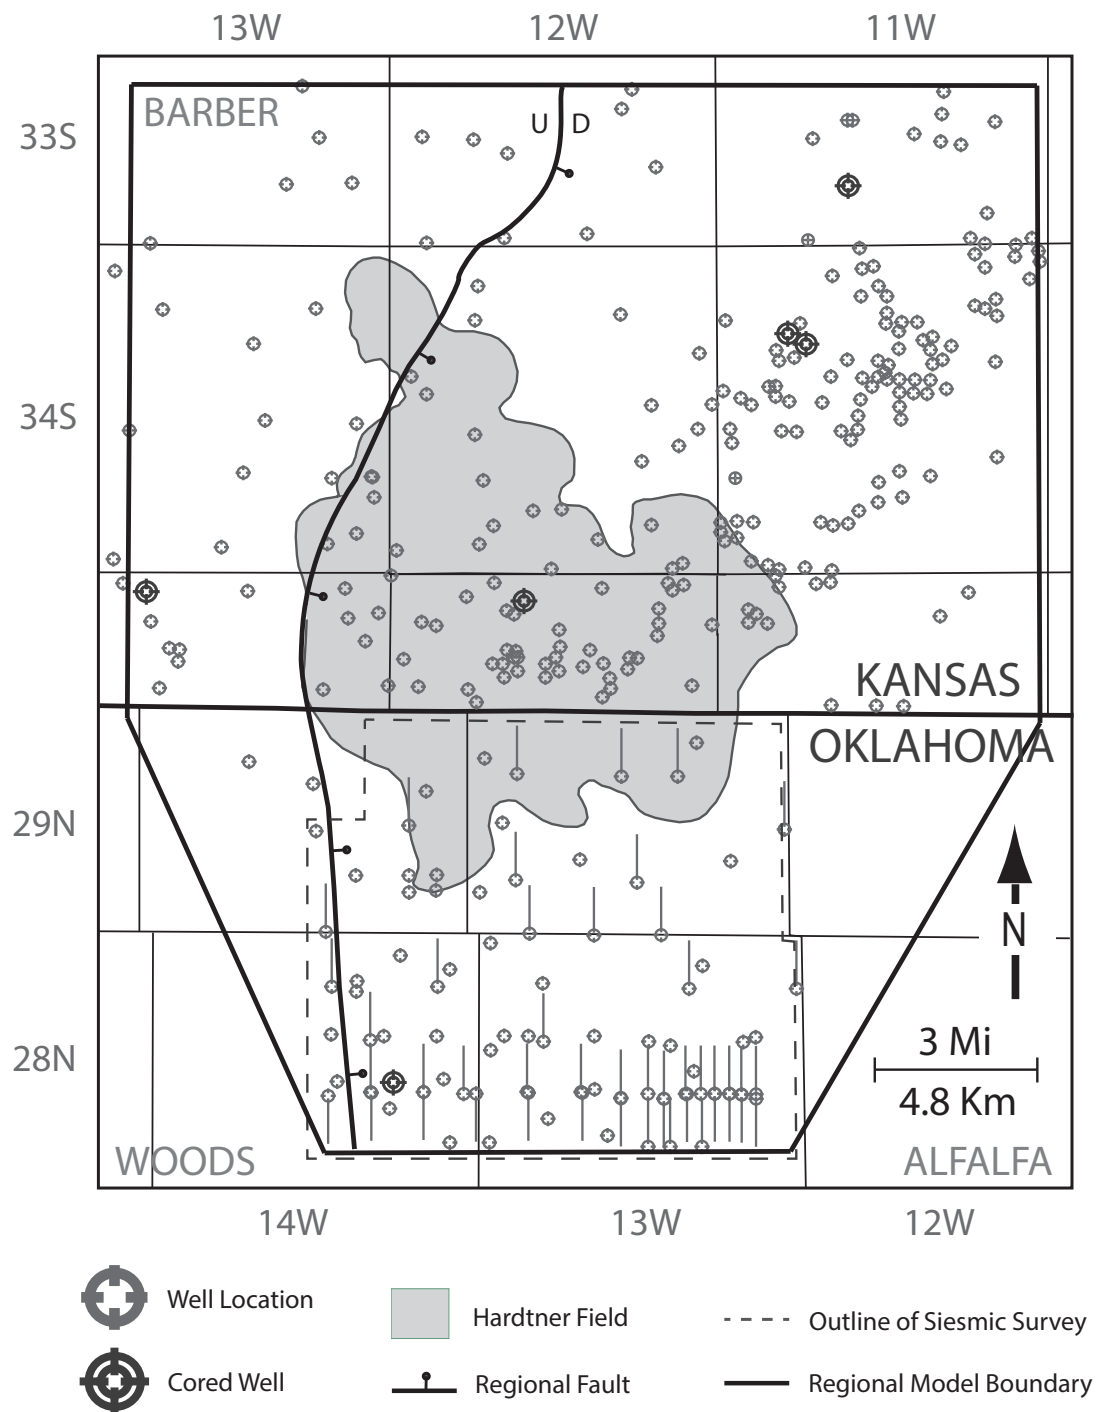 13W 12W 11W
BARBER
U D
33S
34S
KANSAS
OKLAHOMA
29N
N
3 Mi
28N
4.8 Km
WOODS ALFALFA
14W 13W 12W
Well Location
Hardtner Field
Outline of Siesmic Survey
Cored Well
Regional Fault
Regional Model Boundary